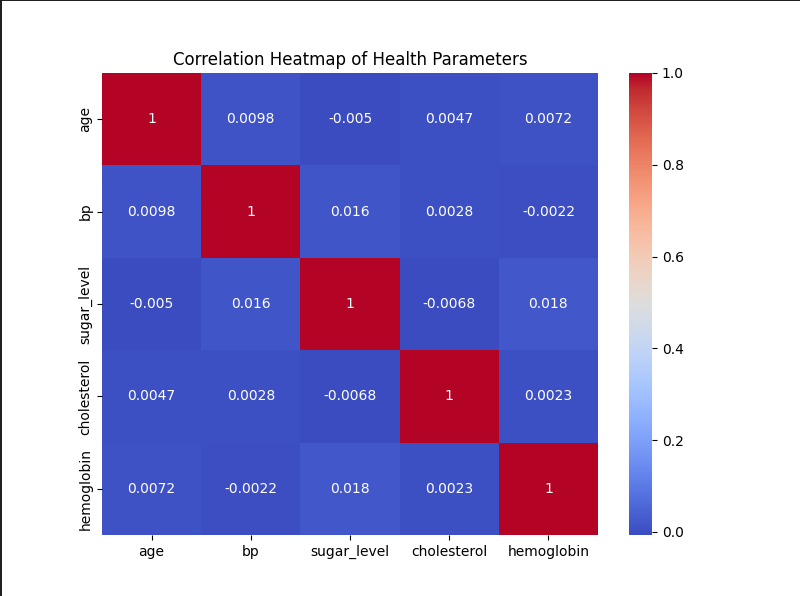 Correlation Heatmap of Health Parameters
age 1 0.0098 -0.005 0.0047 0.0072
bp 0.0098 1 0.016 0.0028 -0.0022
sugar_level -0.005 0.016 1 -0.0068 0.018
cholesterol 0.0047 0.0028 -0.0068 1 0.0023
hemoglobin 0.0072 -0.0022 0.018 0.0023 1
age bp sugar_level cholesterol hemoglobin
1.0
0.8
0.6
0.4
0.2
0.0